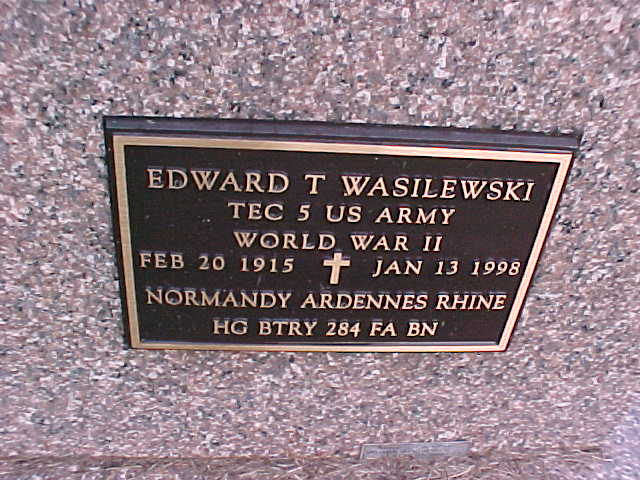 EDWARD T WASILEWSKI
TEC 5 US ARMY
WORLD WAR II
FEB 20 1915 JAN 13 1998
NORMANDY ARDENNES RHINE
HG BTRY 284 FA BN